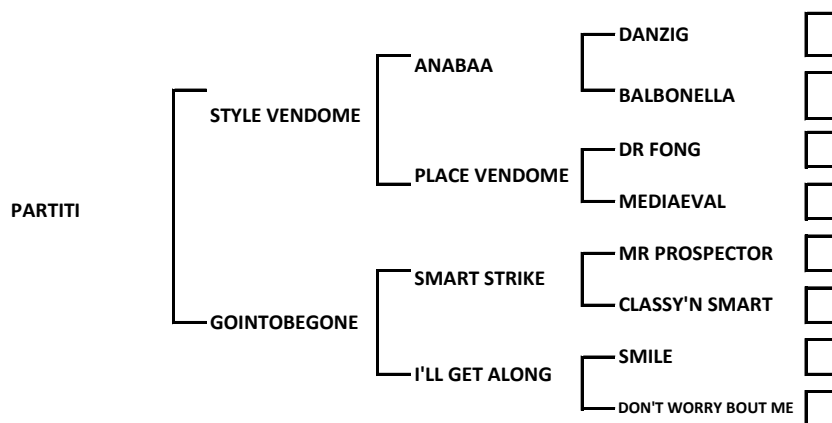 DANZIG
ANABAA
BALBONELLA
STYLE VENDOME
DR FONG
PLACE VENDOME
MEDIAEVAL
PARTITI
MR PROSPECTOR
SMART STRIKE
CLASSY'N SMART
GOINTOBEGONE
SMILE
I'LL GET ALONG
DON'T WORRY BOUT ME